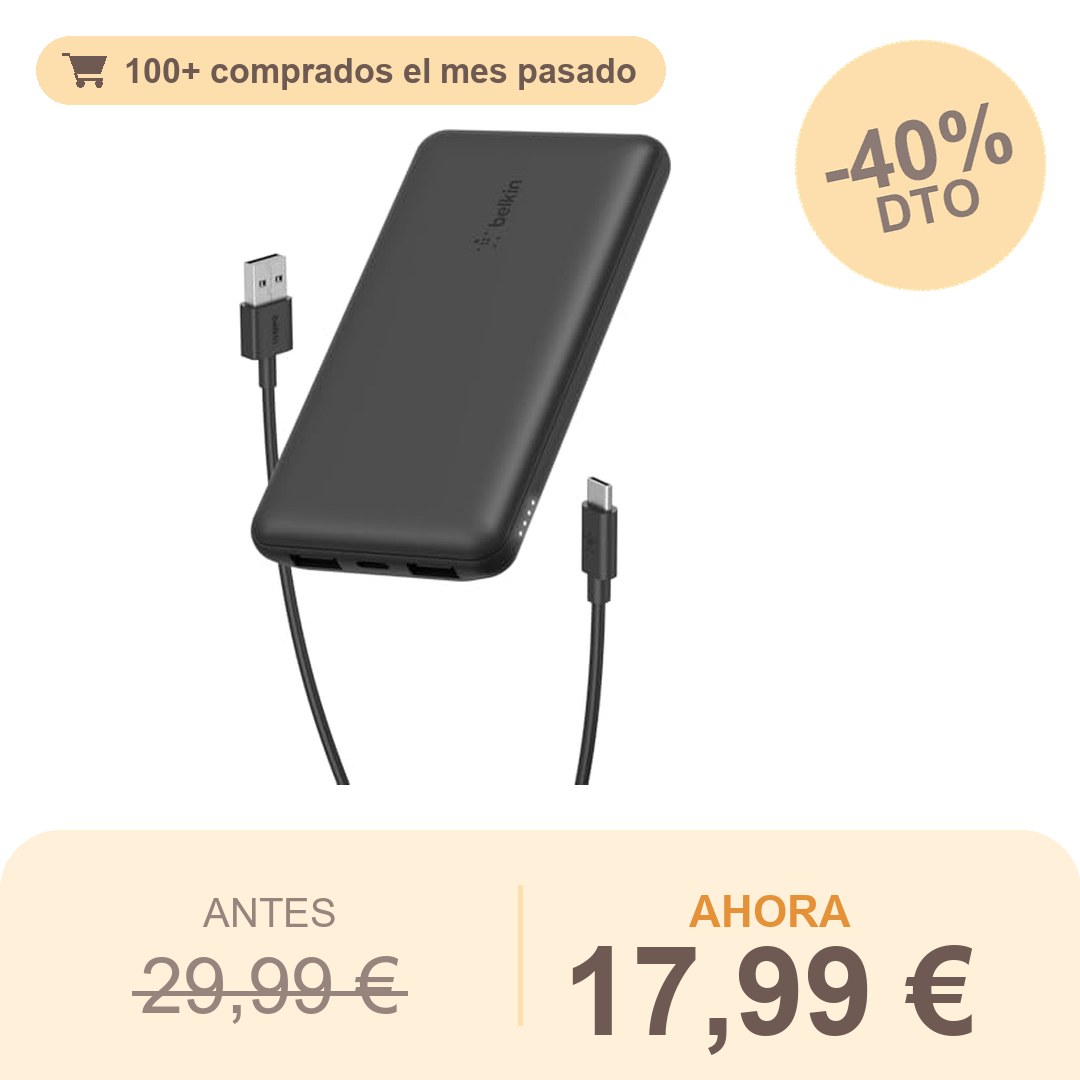 100+ comprados el mes pasado
-40%
DTO
belkin
ANTES
29,99 €
AHORA
17,99 €